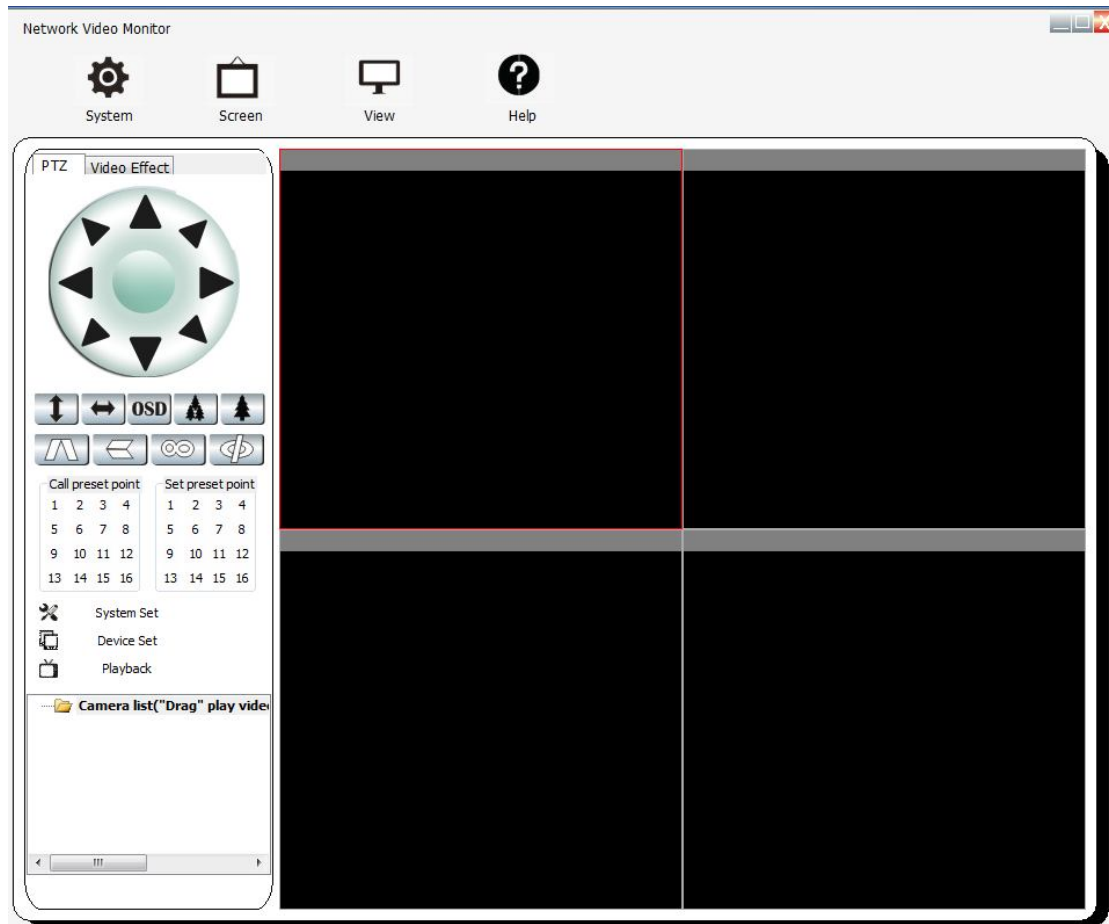 Network Video Monitor
System Screen View Help
PTZ Video Effect
OSD
Call preset point Set preset point
1 2 3 4 1 2 3 4
5 6 7 8 5 6 7 8
9 10 11 12 9 10 11 12
13 14 15 16 13 14 15 16
System Set
Device Set
Playback
Camera list("Drag" play vide